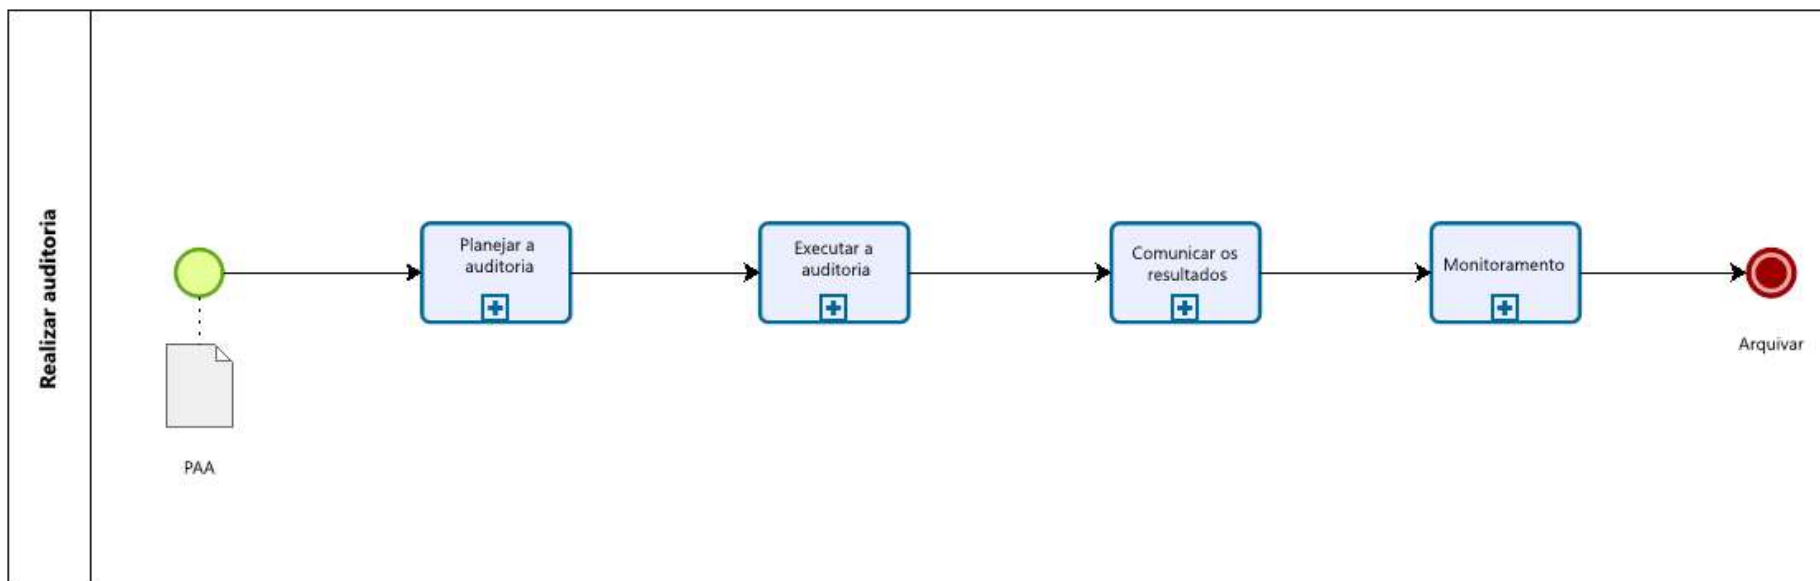 Realizar auditoria
Planejar a
auditoria
Executar a
auditoria
Comunicar os
resultados
Monitoramento
Arquivar
PAA